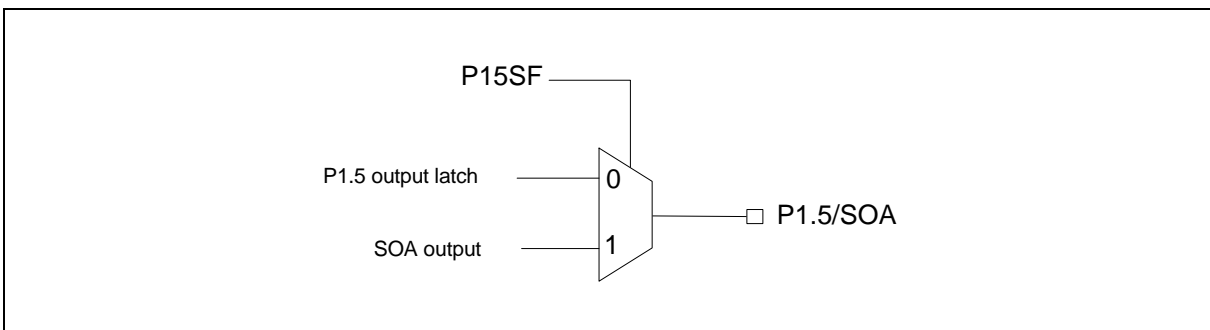 P15SF
P1.5 output latch
0
P1.5/SOA
SOA output
1